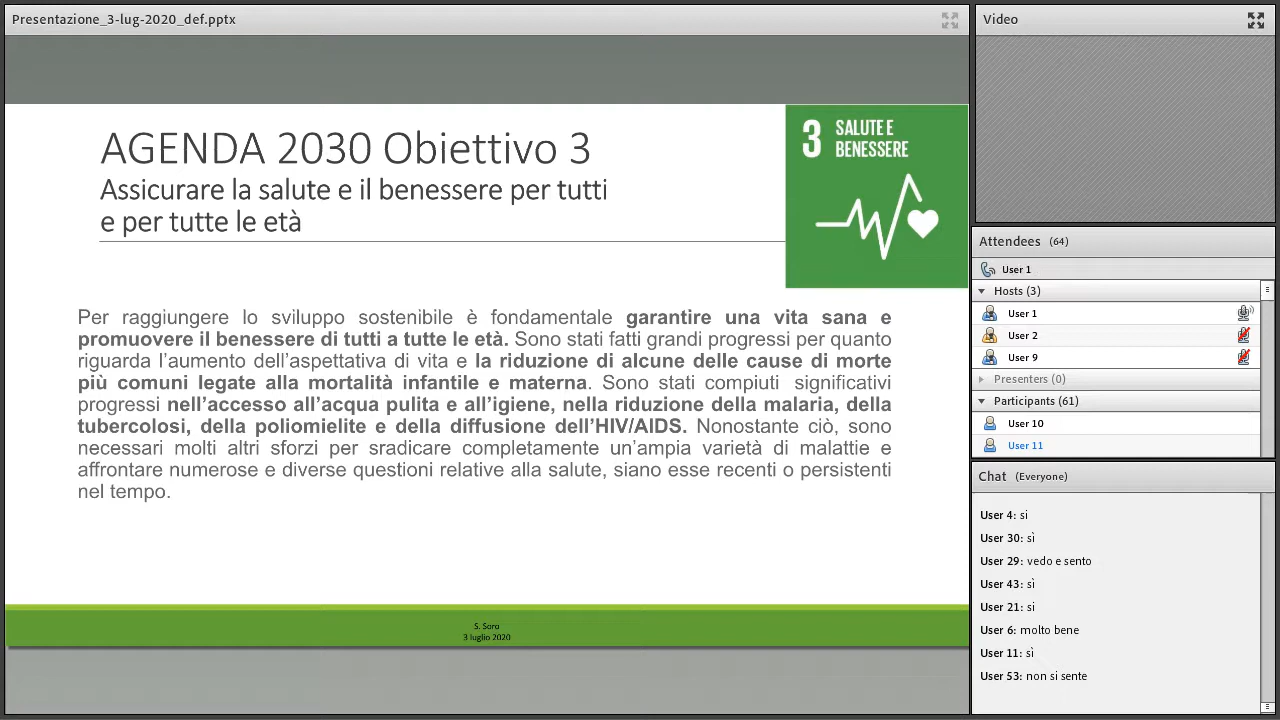 Presentazione_3-lug-2020_def.pptx
AGENDA 2030 Obiettivo 3
Assicurare la salute e il benessere per tutti
e per tutte le età
3 SALUTE E
BENESSERE
Per raggiungere lo sviluppo sostenibile è fondamentale garantire una vita sana e
promuovere il benessere di tutti a tutte le età. Sono stati fatti grandi progressi per quanto
riguarda l'aumento dell'aspettativa di vita e la riduzione di alcune delle cause di morte
più comuni legate alla mortalità infantile e materna. Sono stati compiuti significativi
progressi nell'accesso all'acqua pulita e all'igiene, nella riduzione della malaria, della
tubercolosi, della poliomielite e della diffusione dell'HIV/AIDS. Nonostante ciò, sono
necessari molti altri sforzi per sradicare completamente un'ampia varietà di malattie e
affrontare numerose e diverse questioni relative alla salute, siano esse recenti o persistenti
nel tempo.
S. Sora
3 luglio 2020
Video
Attendees (64)
User 1
Hosts (3)
User 1
User 2
User 9
Presenters (0)
Participants (61)
User 10
User 11
Chat (Everyone)
User 4: si
User 30: sì
User 29: vedo e sento
User 43: sì
User 21: si
User 6: molto bene
User 11: sì
User 53: non si sente